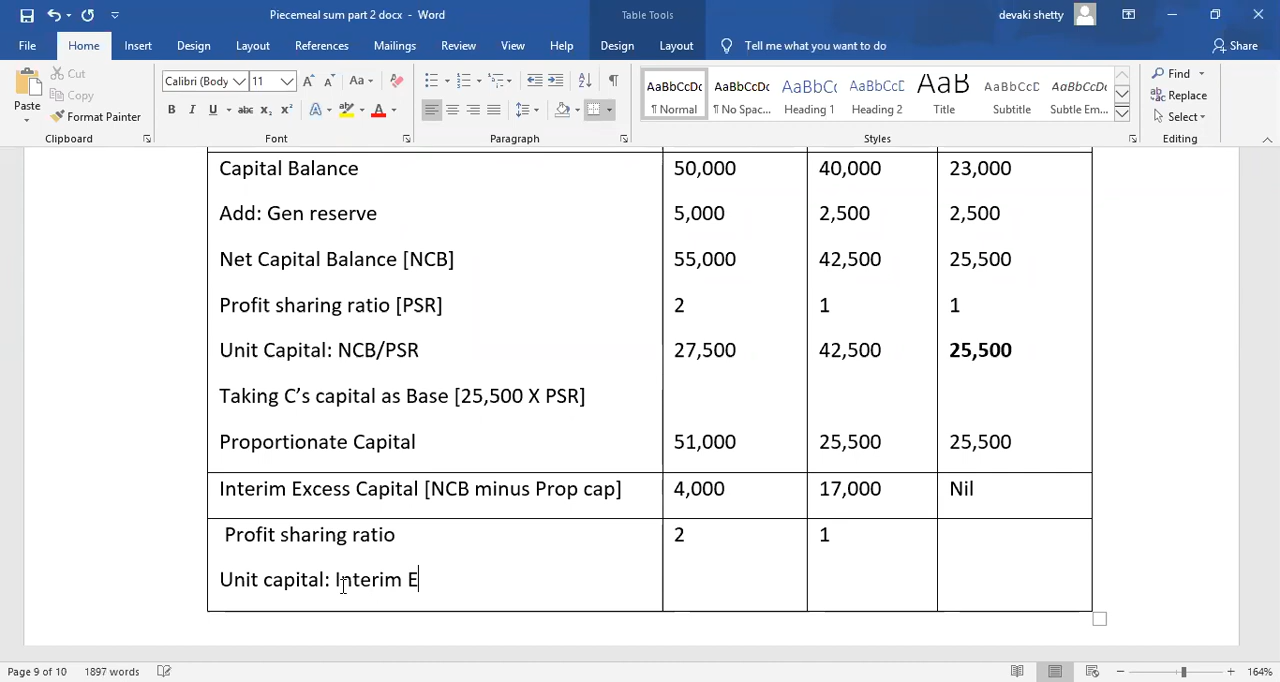 Piecemeal sum part 2 docx - Word
Table Tools
devaki shetty
File Home Insert Design Layout References Mailings Review View Help Design Layout Tell me what you want to do Share
Paste
Cut
Copy
Format Painter
Clipboard
Calibri (Body 11
Font
Paragraph
AaBbCcDc AaBbCcDc AaBbCc AaBbCcD AaB AaBbCcD AaBbCcDc
¶ Normal ¶ No Spac... Heading 1 Heading 2 Title Subtitle Subtle Em...
Styles
Find
Replace
Select
Editing
Capital Balance 50,000 40,000 23,000
Add: Gen reserve 5,000 2,500 2,500
Net Capital Balance [NCB] 55,000 42,500 25,500
Profit sharing ratio [PSR] 2 1 1
Unit Capital: NCB/PSR 27,500 42,500 25,500
Taking C’s capital as Base [25,500 X PSR]
Proportionate Capital 51,000 25,500 25,500
Interim Excess Capital [NCB minus Prop cap] 4,000 17,000 Nil
Profit sharing ratio 2 1
Unit capital: Interim E
Page 9 of 10 1897 words 164%